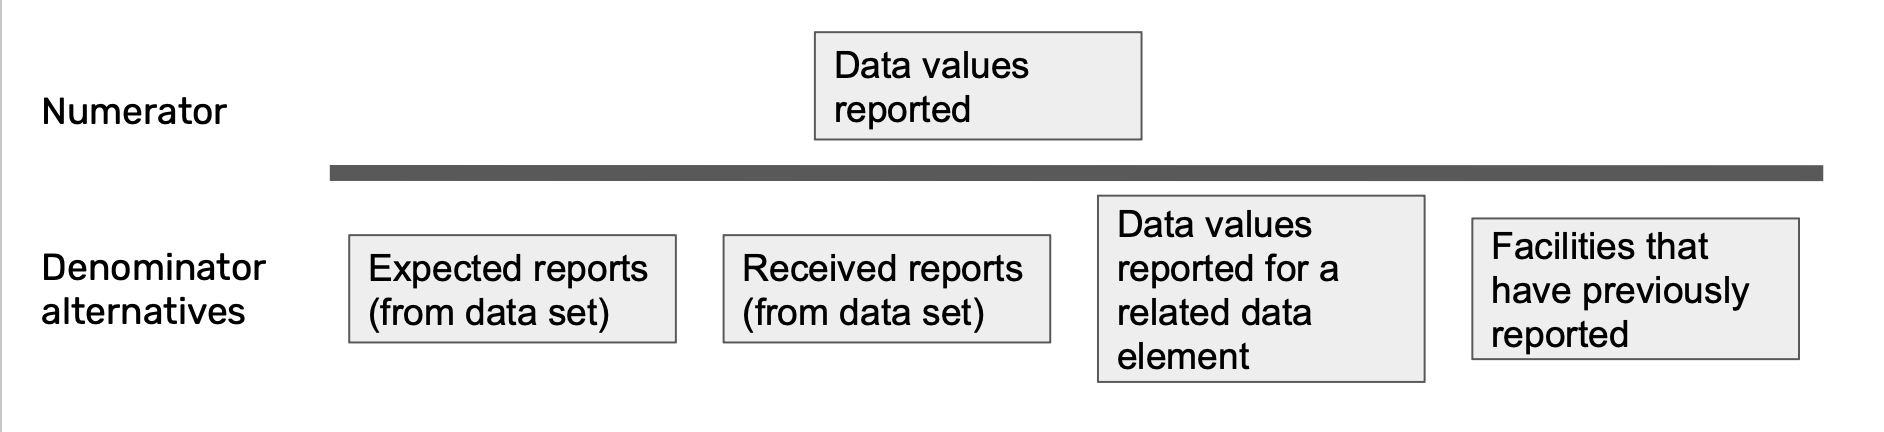 Numerator
Data values
reported
Denominator
alternatives
Expected reports
(from data set)
Received reports
(from data set)
Data values
reported for a
related data
element
Facilities that
have previously
reported